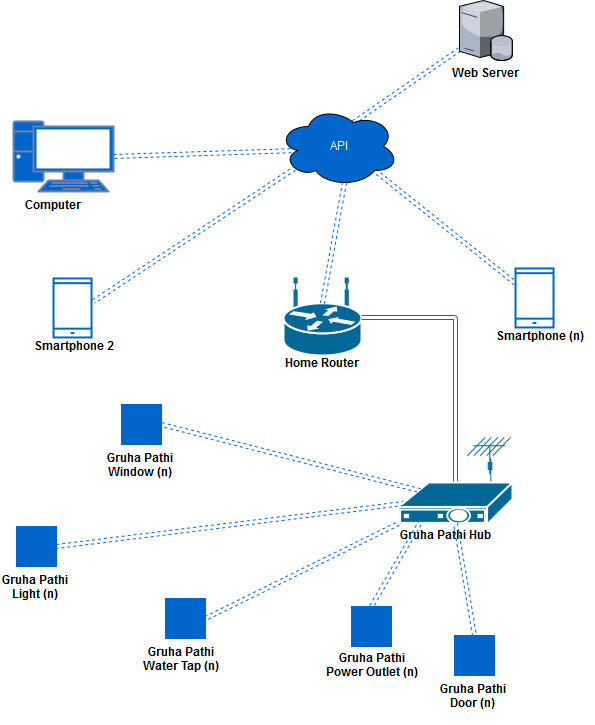 Web Server
API
Computer
Smartphone 2
Smartphone (n)
Home Router
Gruha Pathi
Window (n)
Gruha Pathi Hub
Gruha Pathi
Light (n)
Gruha Pathi
Water Tap (n)
Gruha Pathi
Power Outlet (n)
Gruha Pathi
Door (n)